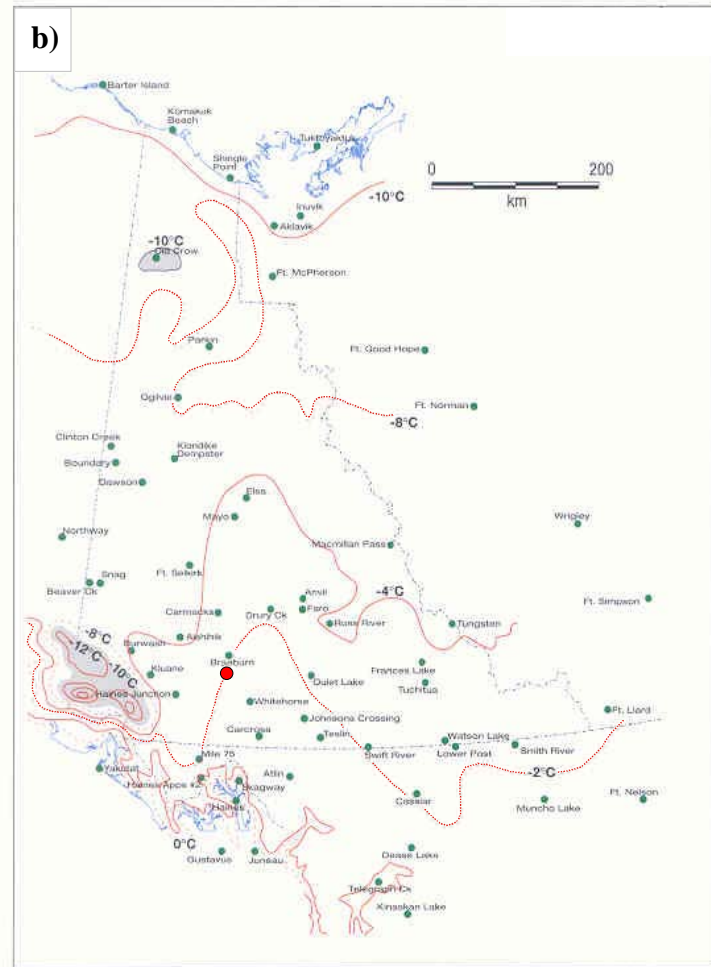 b)
Barter Island
Komakuk
Beach
Tuktoyaktuk
Shingle
Point
0 200
km
-10°C
Inuvik
Aklavik
-10°C
Old Crow
Ft. McPherson
Parkin
Ft. Good Hope
Ogilvie
Ft. Norman
-8°C
Clinton Creek
Klondike
Dempster
Boundary
Dawson
Elsa
Mayo
Wrigley
Northway
Macmillan Pass
Ft. Selkirk
Snag
Beaver Ck
Anvil
-4°C
Ft. Simpson
Carmacks
Drury Ck
Faro
Ross River
Tungsten
-8°C
-12°C
-10°C
Burwash
Aishihik
Braeburn
Kluane
Frances Lake
Quiet Lake
Tuchitua
Haines Junction
Whitehorse
Ft. Liard
Johnsons Crossing
Carcross
Teslin
Watson Lake
Swift River
Lower Post
Smith River
Mile 75
Yakutat
Haines Apps #2
Atlin
Skagway
-2°C
Cassiar
Muncho Lake
Ft. Nelson
Haines
0°C
Gustavus
Juneau
Dease Lake
Telegraph Ck
Kinaskan Lake